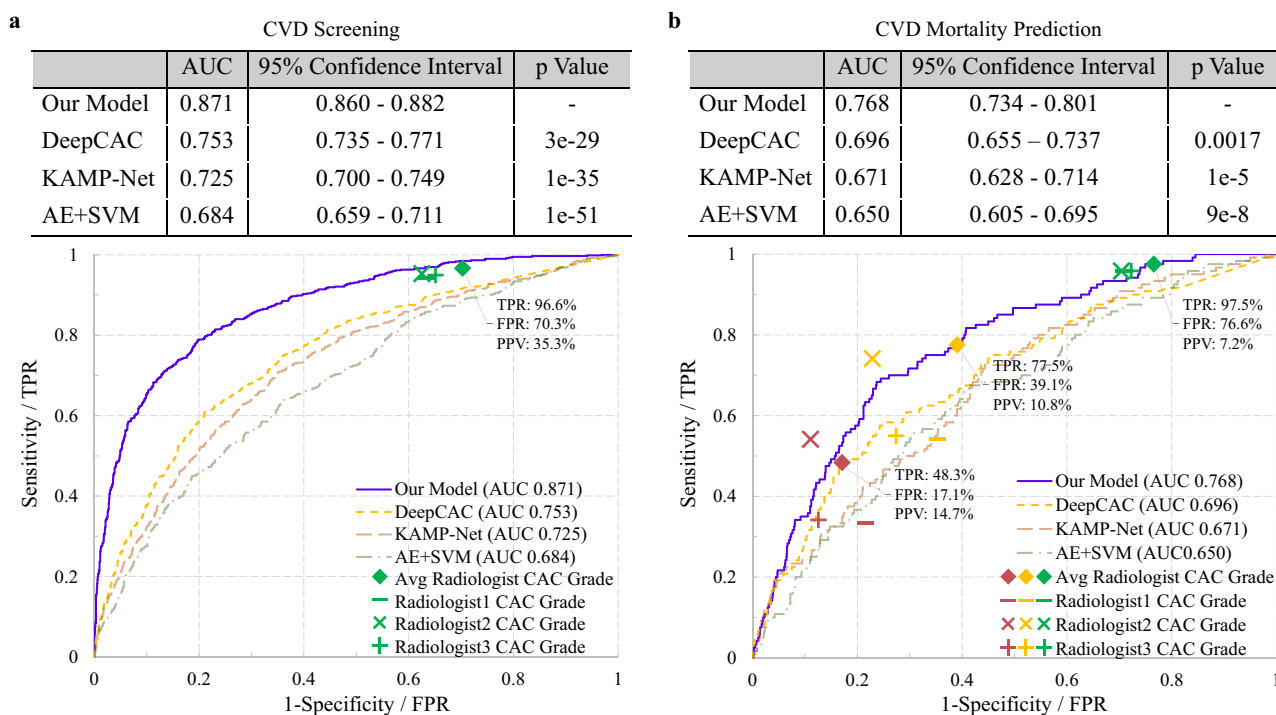 a
CVD Screening
AUC 95% Confidence Interval p Value
Our Model 0.871 0.860 - 0.882 -
DeepCAC 0.753 0.735 - 0.771 3e-29
KAMP-Net 0.725 0.700 - 0.749 1e-35
AE+SVM 0.684 0.659 - 0.711 1e-51
Sensitivity / TPR
1
0.8
0.6
0.4
0.2
0
TPR: 96.6%
FPR: 70.3%
PPV: 35.3%
Our Model (AUC 0.871)
DeepCAC (AUC 0.753)
KAMP-Net (AUC 0.725)
AE+SVM (AUC 0.684)
Avg Radiologist CAC Grade
Radiologist1 CAC Grade
Radiologist2 CAC Grade
Radiologist3 CAC Grade
0 0.2 0.4 0.6 0.8 1
1-Specificity / FPR
b
CVD Mortality Prediction
AUC 95% Confidence Interval p Value
Our Model 0.768 0.734 - 0.801 -
DeepCAC 0.696 0.655 – 0.737 0.0017
KAMP-Net 0.671 0.628 - 0.714 1e-5
AE+SVM 0.650 0.605 - 0.695 9e-8
Sensitivity / TPR
1
0.8
0.6
0.4
0.2
0
TPR: 97.5%
FPR: 76.6%
PPV: 7.2%
TPR: 77.5%
FPR: 39.1%
PPV: 10.8%
TPR: 48.3%
FPR: 17.1%
PPV: 14.7%
Our Model (AUC 0.768)
DeepCAC (AUC 0.696)
KAMP-Net (AUC 0.671)
AE+SVM (AUC0.650)
Avg Radiologist CAC Grade
Radiologist1 CAC Grade
Radiologist2 CAC Grade
Radiologist3 CAC Grade
0 0.2 0.4 0.6 0.8 1
1-Specificity / FPR